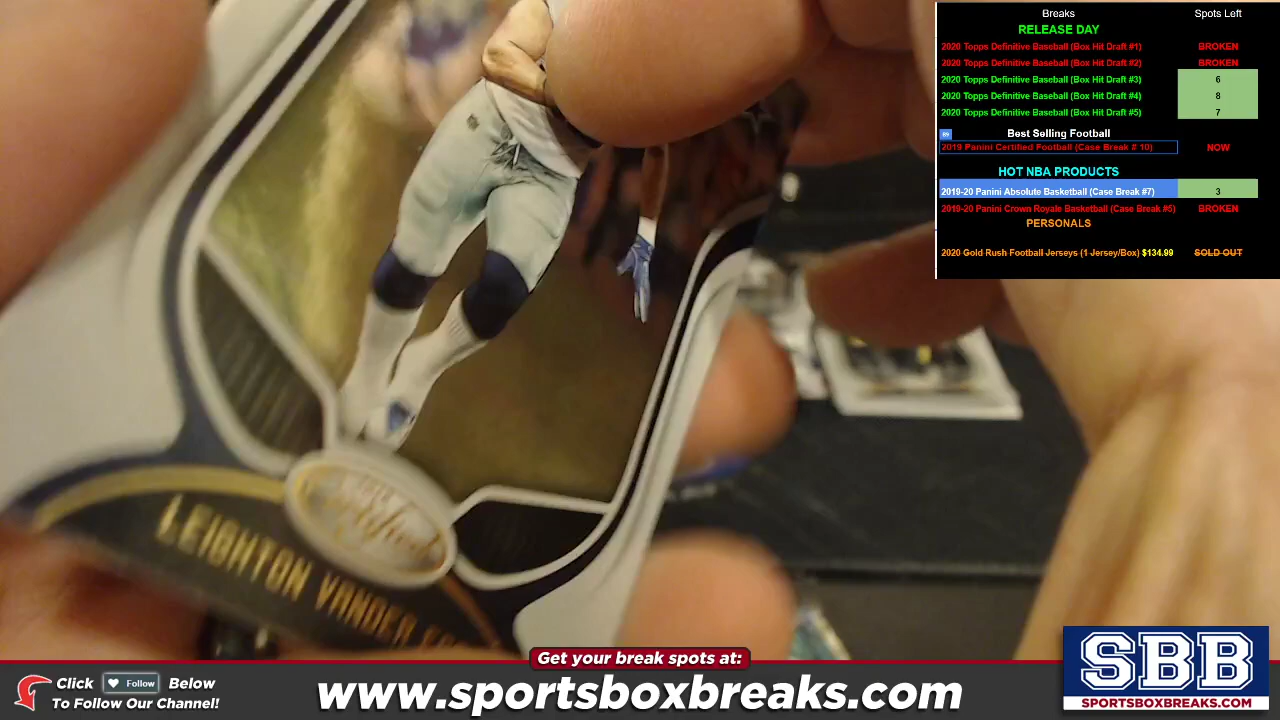 Breaks Spots Left
RELEASE DAY
2020 Topps Definitive Baseball (Box Hit Draft #1) BROKEN
2020 Topps Definitive Baseball (Box Hit Draft #2) BROKEN
2020 Topps Definitive Baseball (Box Hit Draft #3) 6
2020 Topps Definitive Baseball (Box Hit Draft #4) 8
2020 Topps Definitive Baseball (Box Hit Draft #5) 7
89
Best Selling Football
2019 Panini Certified Football (Case Break # 10) NOW
HOT NBA PRODUCTS
2019-20 Panini Absolute Basketball (Case Break #7) 3
2019-20 Panini Crown Royale Basketball (Case Break #5) BROKEN
PERSONALS
2020 Gold Rush Football Jerseys (1 Jersey/Box) $134.99 SOLD OUT
Certified
LEIGHTON VANDER
Get your break spots at:
Click Follow Below
To Follow Our Channel!
www.sportsboxbreaks.com
SBB
SPORTSBOXBREAKS.COM